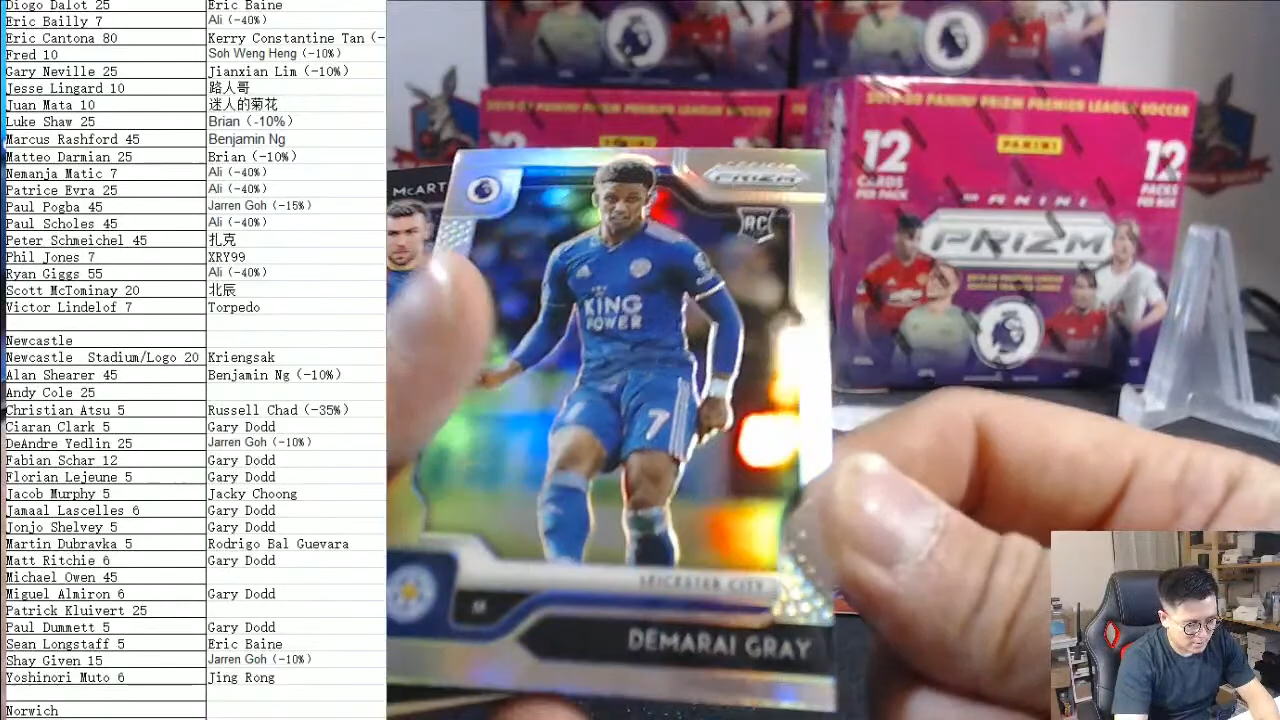 Diogo Dalot 25 Eric Baine
Eric Bailly 7 Ali (-40%)
Eric Cantona 80 Kerry Constantine Tan (-
Fred 10 Soh Weng Heng (-10%)
Gary Neville 25 Jianxian Lim (-10%)
Jesse Lingard 10 路人哥
Juan Mata 10 迷人的菊花
Luke Shaw 25 Brian (-10%)
Marcus Rashford 45 Benjamin Ng
Matteo Darmian 25 Brian (-10%)
Nemanja Matic 7 Ali (-40%)
Patrice Evra 25 Ali (-40%)
Paul Pogba 45 Jarren Goh (-15%)
Paul Scholes 45 Ali (-40%)
Peter Schmeichel 45 扎克
Phil Jones 7 XRY99
Ryan Giggs 55 Ali (-40%)
Scott McTominay 20 北辰
Victor Lindelof 7 Torpedo
Newcastle
Newcastle Stadium/Logo 20 Kriengsak
Alan Shearer 45 Benjamin Ng (-10%)
Andy Cole 25
Christian Atsu 5 Russell Chad (-35%)
Ciaran Clark 5 Gary Dodd
DeAndre Yedlin 25 Jarren Goh (-10%)
Fabian Schar 12 Gary Dodd
Florian Lejeune 5 Gary Dodd
Jacob Murphy 5 Jacky Choong
Jamaal Lascelles 6 Gary Dodd
Jonjo Shelvey 5 Gary Dodd
Martin Dubravka 5 Rodrigo Bal Guevara
Matt Ritchie 6 Gary Dodd
Michael Owen 45
Miguel Almiron 6 Gary Dodd
Patrick Kluivert 25
Paul Dummett 5 Gary Dodd
Sean Longstaff 5 Eric Baine
Shay Given 15 Jarren Goh (-10%)
Yoshinori Muto 6 Jing Rong
Norwich
2019-20 PANINI PRIZM PREMIER LEAGUE SOCCER
12 CARDS PER PACK
PANINI
12 PACKS PER BOX
PANINI
PRIZM
McART
PRIZM
RC
KING POWER
7
LEICESTER CITY
DEMARAI GRAY